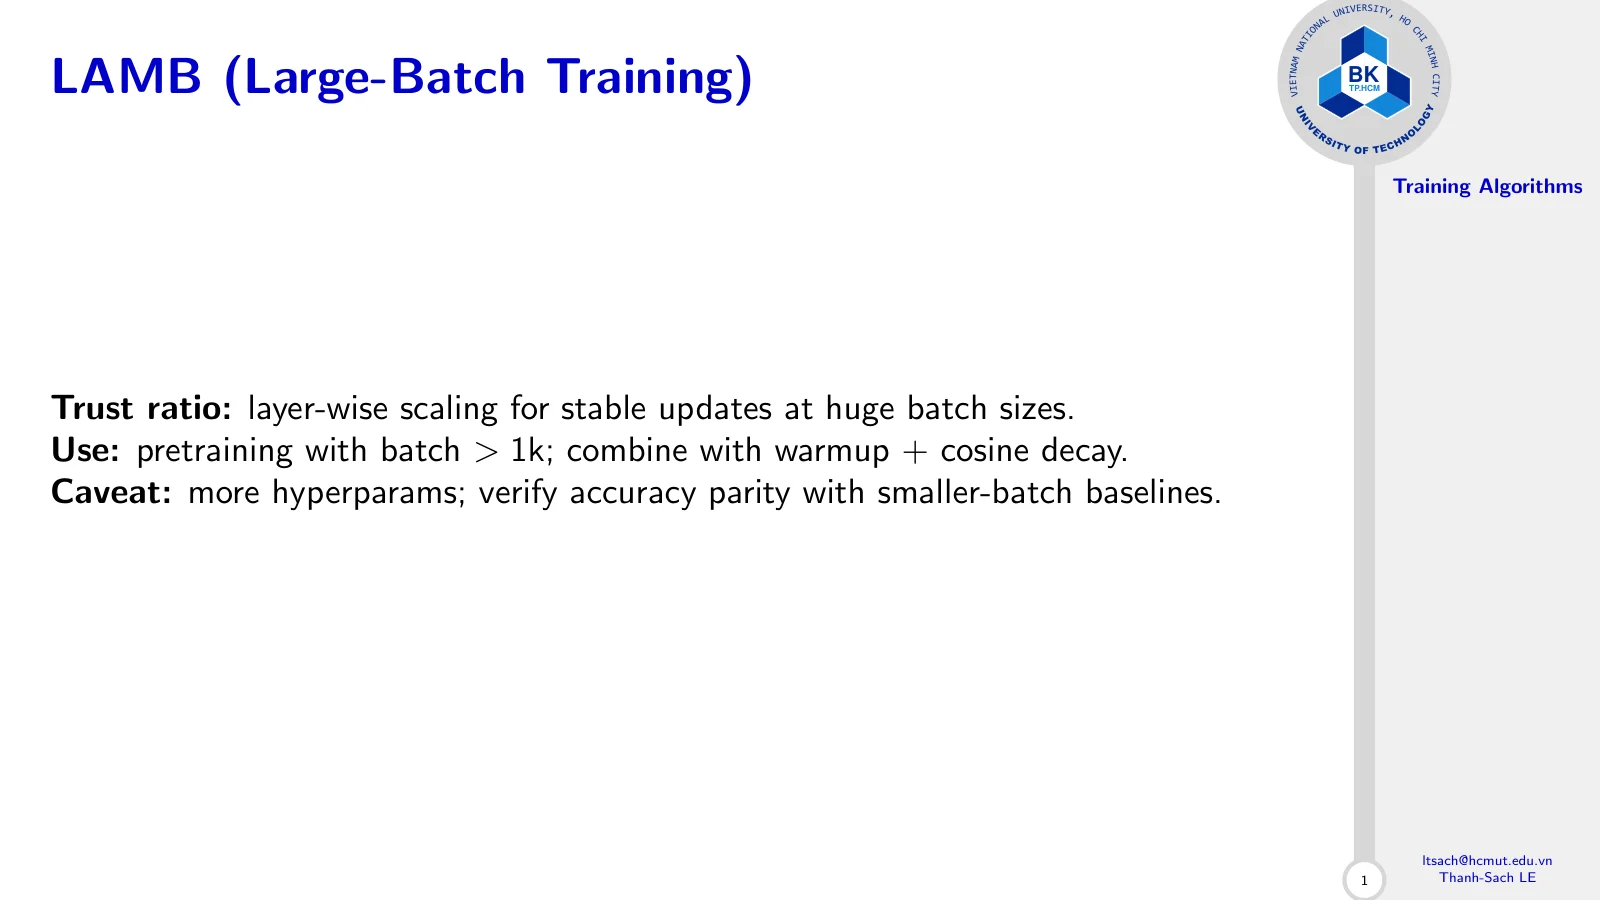 LAMB (Large-Batch Training)
VIETNAM NATIONAL UNIVERSITY, HO CHI MINH CITY
BK
TP.HCM
UNIVERSITY OF TECHNOLOGY
Training Algorithms
Trust ratio: layer-wise scaling for stable updates at huge batch sizes.
Use: pretraining with batch > 1k; combine with warmup + cosine decay.
Caveat: more hyperparams; verify accuracy parity with smaller-batch baselines.
ltsach@hcmut.edu.vn
Thanh-Sach LE
1